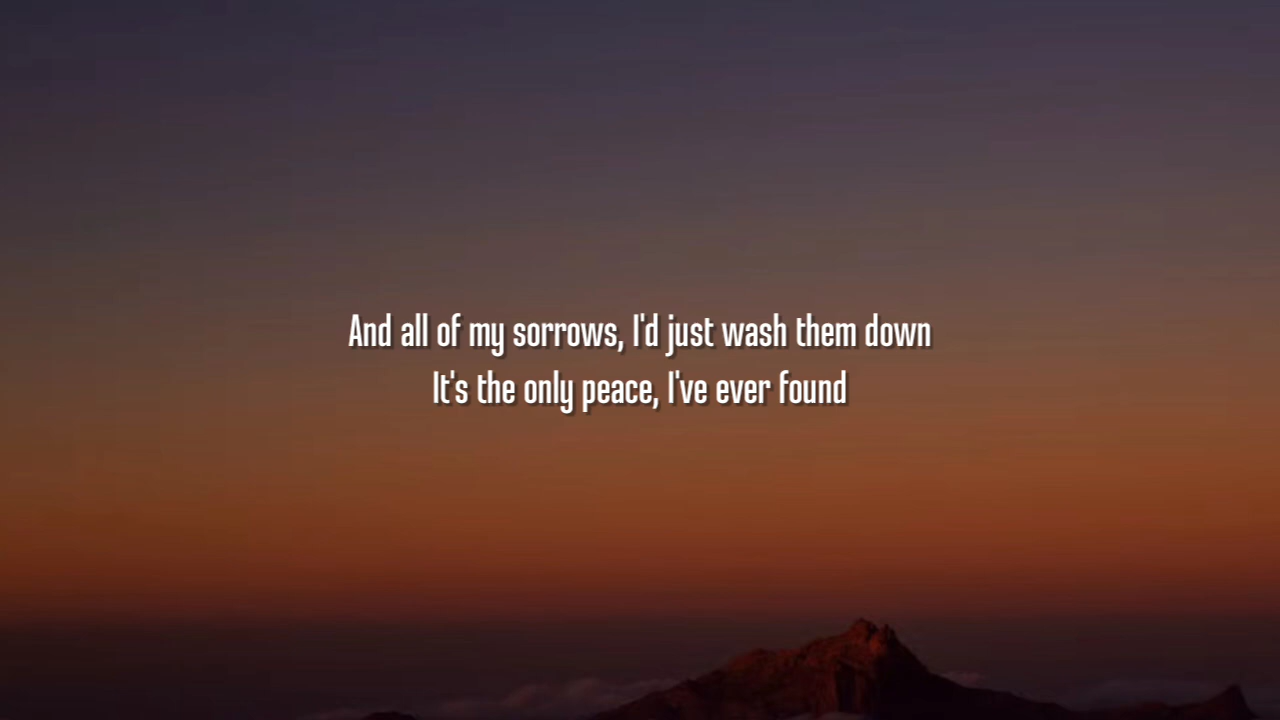 And all of my sorrows, I'd just wash them down
It's the only peace, I've ever found